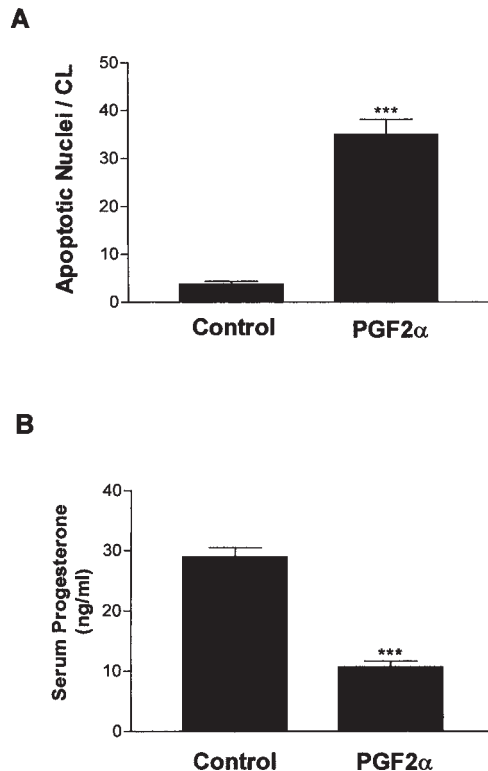 A
Apoptotic Nuclei / CL
50
40
30
20
10
0
***
Control
PGF2α
B
Serum Progesterone
(ng/ml)
40
30
20
10
0
***
Control
PGF2α